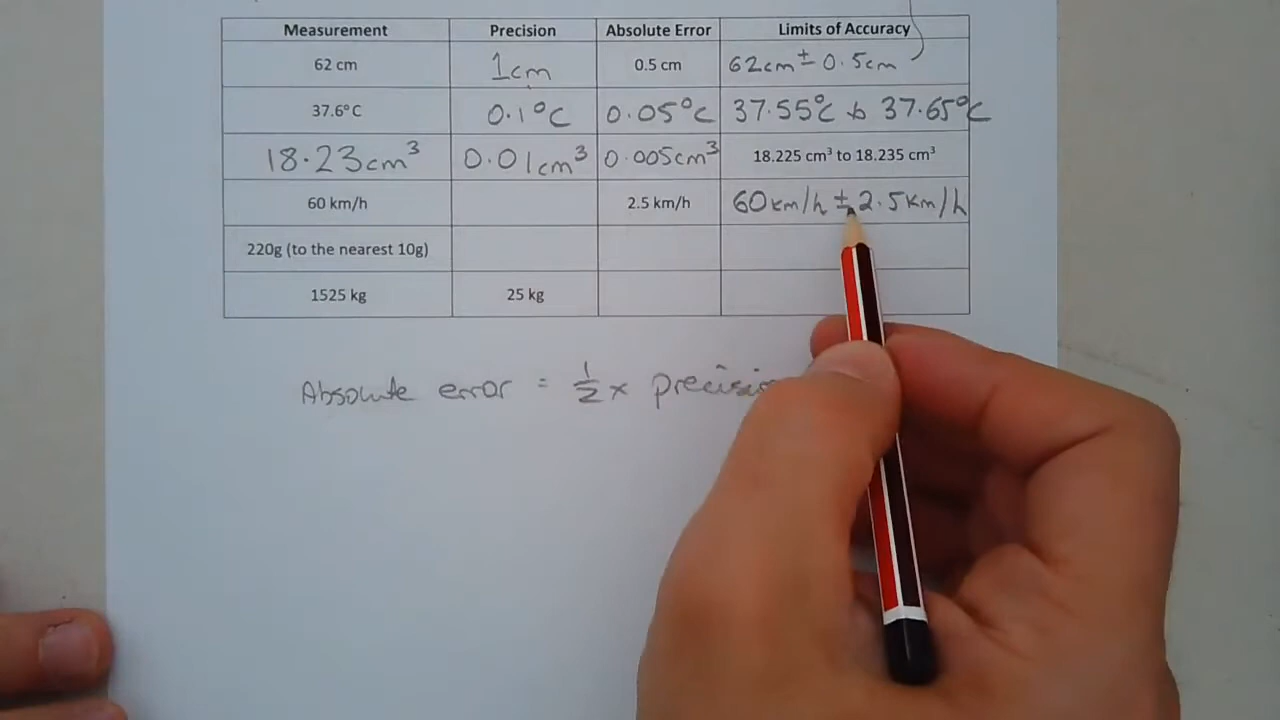 Measurement Precision Absolute Error Limits of Accuracy
62 cm 1cm 0.5 cm 62cm ± 0.5cm
37.6°C 0.1°C 0.05°C 37.55°C to 37.65°C
18.23cm³ 0.01cm³ 0.005cm³ 18.225 cm³ to 18.235 cm³
60 km/h 2.5 km/h 60km/h ± 2.5km/h
220g (to the nearest 10g)
1525 kg 25 kg
Absolute error = 1/2 ×